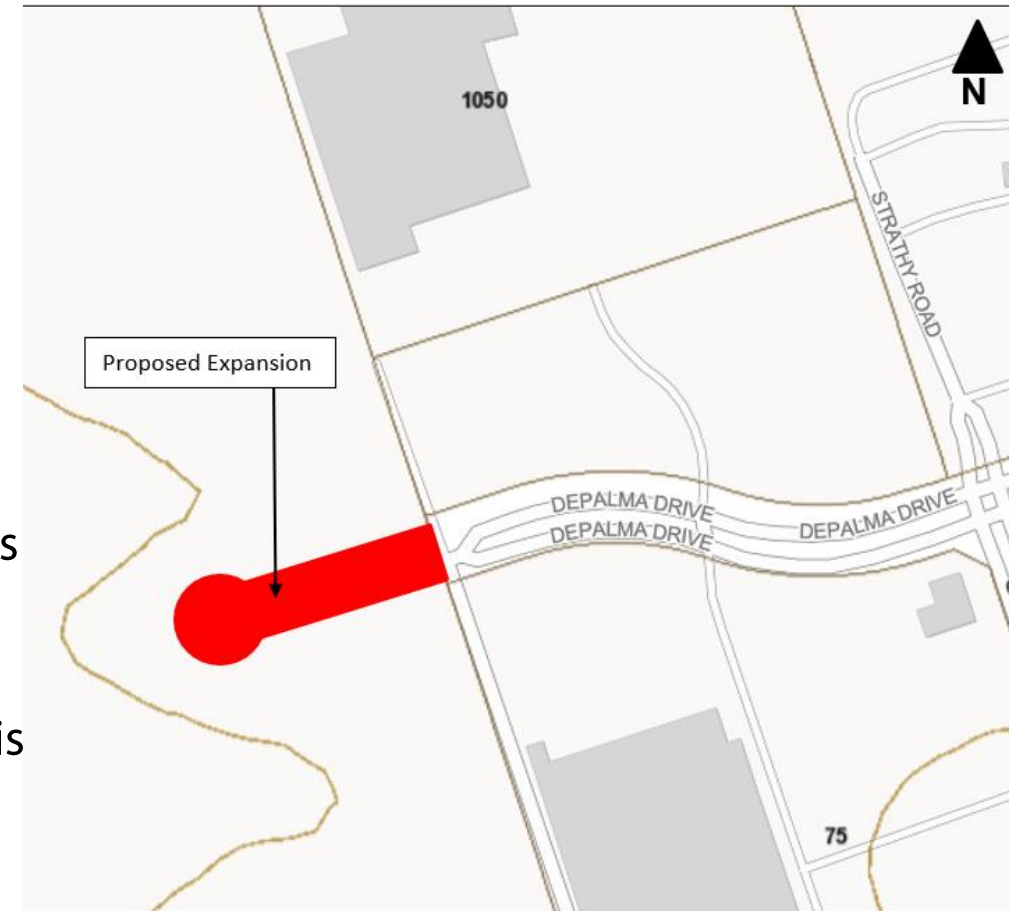 1050
N
STRATHY ROAD
Proposed Expansion
DEPALMA DRIVE
DEPALMA DRIVE
DEPALMA DRIVE
s
is
75